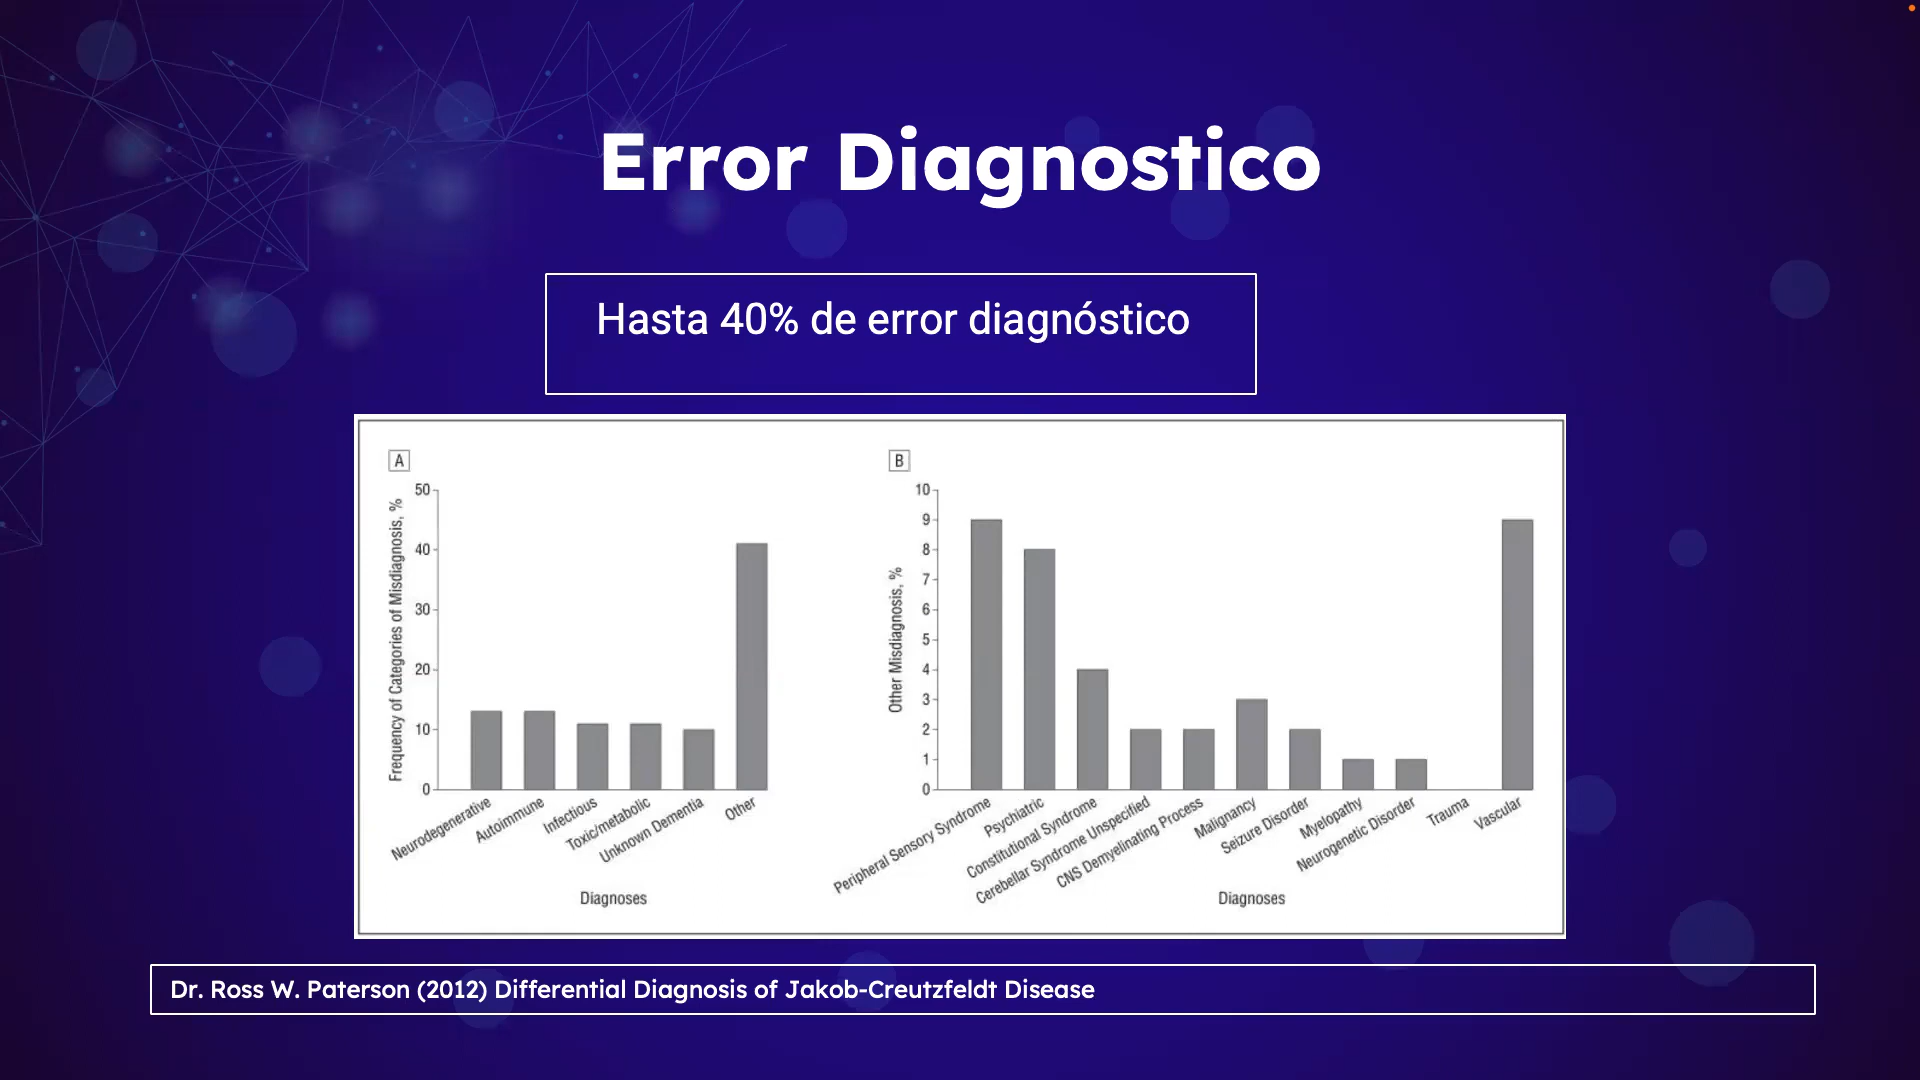 Error Diagnostico
Hasta 40% de error diagnóstico
A
50
40
30
20
10
0
Frequency of Categories of Misdiagnosis, %
Neurodegenerative
Autoimmune
Infectious
Toxic/metabolic
Unknown Dementia
Other
Diagnoses
B
10
9
8
7
6
5
4
3
2
1
0
Other Misdiagnosis, %
Peripheral Sensory Syndrome
Psychiatric
Constitutional Syndrome
Cerebellar Syndrome Unspecified
CNS Demyelinating Process
Malignancy
Seizure Disorder
Myelopathy
Neurogenetic Disorder
Trauma
Vascular
Diagnoses
Dr. Ross W. Paterson (2012) Differential Diagnosis of Jakob-Creutzfeldt Disease